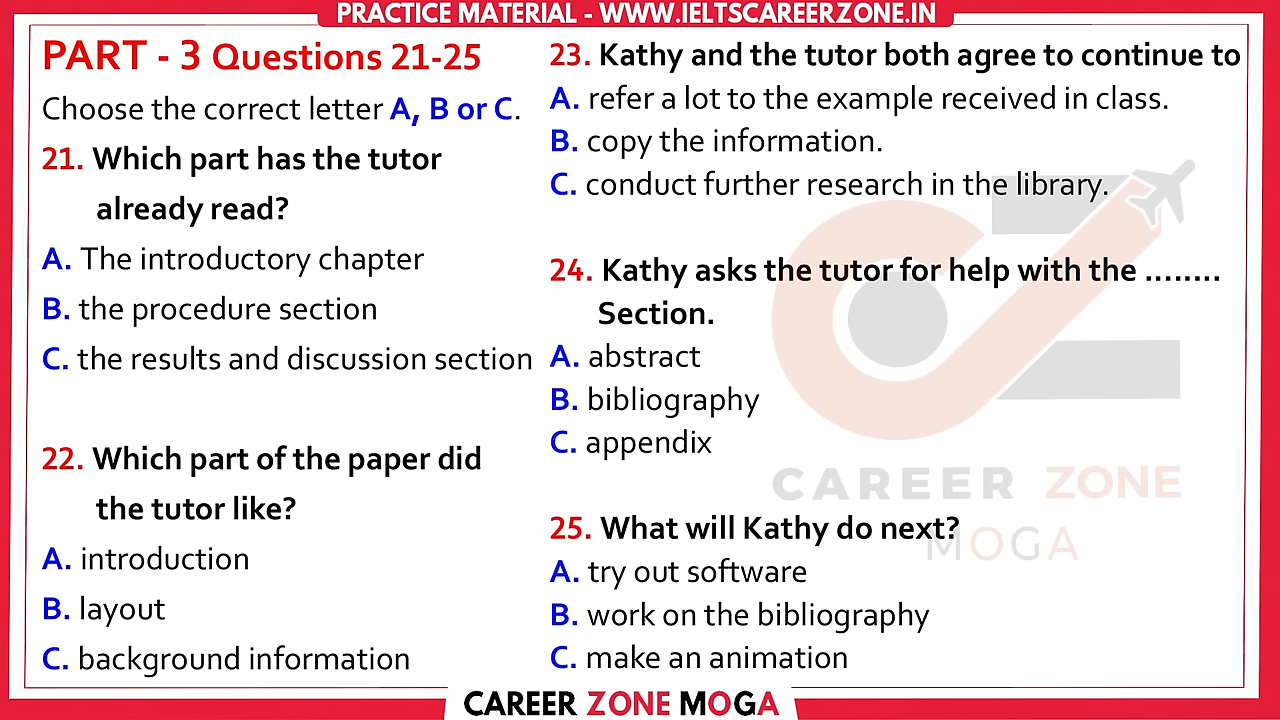 PRACTICE MATERIAL - WWW.IELTSCAREERZONE.IN
PART - 3 Questions 21-25
Choose the correct letter A, B or C.
21. Which part has the tutor
already read?
A. The introductory chapter
B. the procedure section
C. the results and discussion section
22. Which part of the paper did
the tutor like?
A. introduction
B. layout
C. background information
23. Kathy and the tutor both agree to continue to
A. refer a lot to the example received in class.
B. copy the information.
C. conduct further research in the library.
24. Kathy asks the tutor for help with the ........
Section.
A. abstract
B. bibliography
C. appendix
25. What will Kathy do next?
A. try out software
B. work on the bibliography
C. make an animation
CAREER ZONE
MOGA
CAREER ZONE MOGA